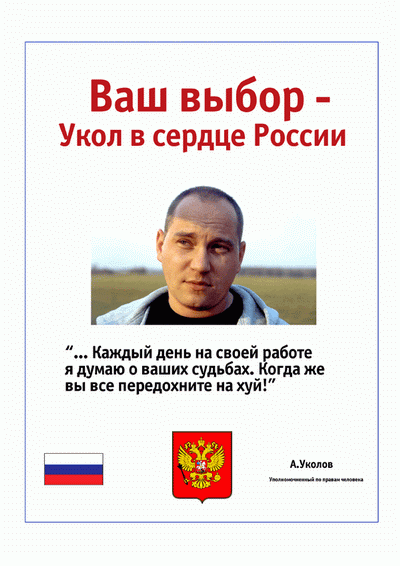 Ваш выбор -
Укол в сердце России
“... Каждый день на своей работе
я думаю о ваших судьбах. Когда же
вы все передохните на хуй!”
А.Уколов
Уполномоченный по правам человека